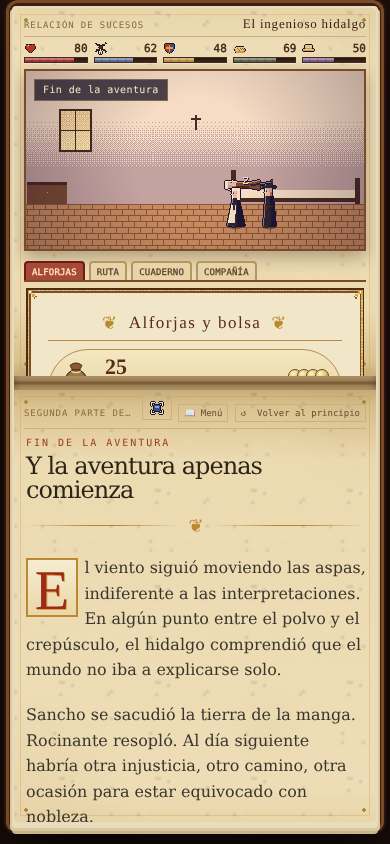 RELACIÓN DE SUCESOS
El ingenioso hidalgo
80
62
48
69
50
Fin de la aventura
ALFORJAS
RUTA
CUADERNO
COMPAÑÍA
Alforjas y bolsa
25
SEGUNDA PARTE DE…
Menú
↺ Volver al principio
FIN DE LA AVENTURA
Y la aventura apenas
comienza
El viento siguió moviendo las aspas,
indiferente a las interpretaciones.
En algún punto entre el polvo y el
crepúsculo, el hidalgo comprendió que el
mundo no iba a explicarse solo.
Sancho se sacudió la tierra de la manga.
Rocinante resopló. Al día siguiente
habría otra injusticia, otro camino, otra
ocasión para estar equivocado con
nobleza.